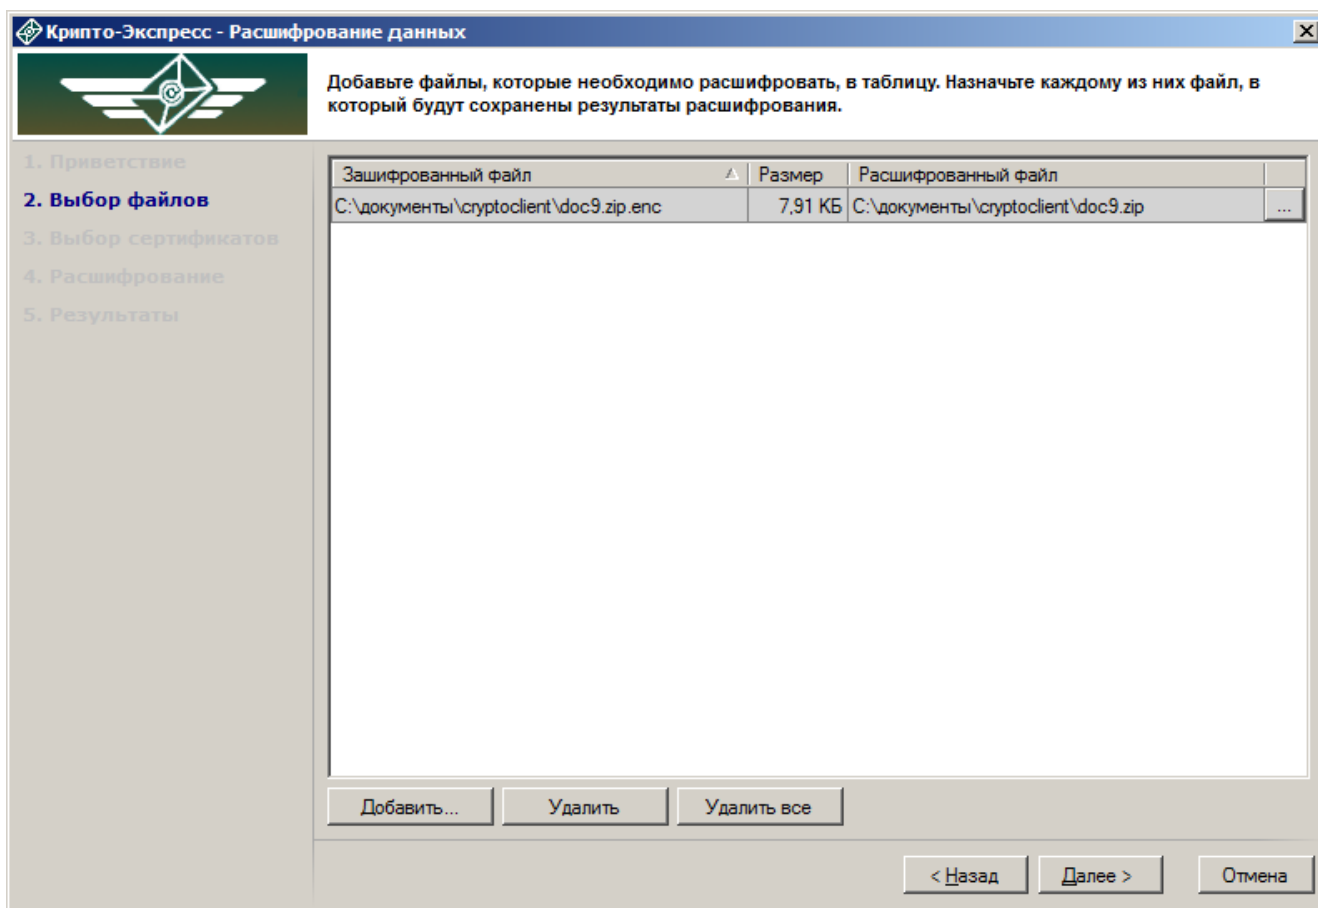 Крипто-Экспресс - Расшифрование данных
Добавьте файлы, которые необходимо расшифровать, в таблицу. Назначьте каждому из них файл, в
который будут сохранены результаты расшифрования.
1. Приветствие
2. Выбор файлов
3. Выбор сертификатов
4. Расшифрование
5. Результаты
Зашифрованный файл Размер Расшифрованный файл
C:\документы\cryptoclient\doc9.zip.enc 7,91 КБ C:\документы\cryptoclient\doc9.zip ...
Добавить... Удалить Удалить все
< Назад Далее > Отмена